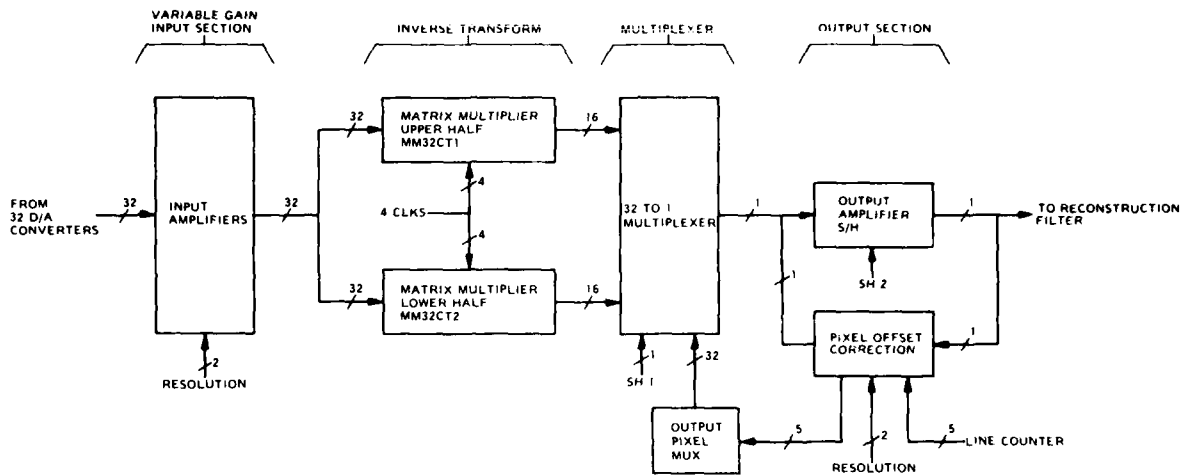 VARIABLE GAIN
INPUT SECTION
INVERSE TRANSFORM
MULTIPLEXER
OUTPUT SECTION
32
MATRIX MULTIPLIER
UPPER HALF
MM32CT1
16
4
FROM
32 D/A
CONVERTERS
32
INPUT
AMPLIFIERS
32
4 CLKS
32 TO 1
MULTIPLEXER
1
OUTPUT
AMPLIFIER
S/H
1
TO RECONSTRUCTION
FILTER
4
1
SH 2
32
MATRIX MULTIPLIER
LOWER HALF
MM32CT2
16
PIXEL OFFSET
CORRECTION
1
2
RESOLUTION
1
SH 1
32
OUTPUT
PIXEL
MUX
5
2
RESOLUTION
5
LINE COUNTER